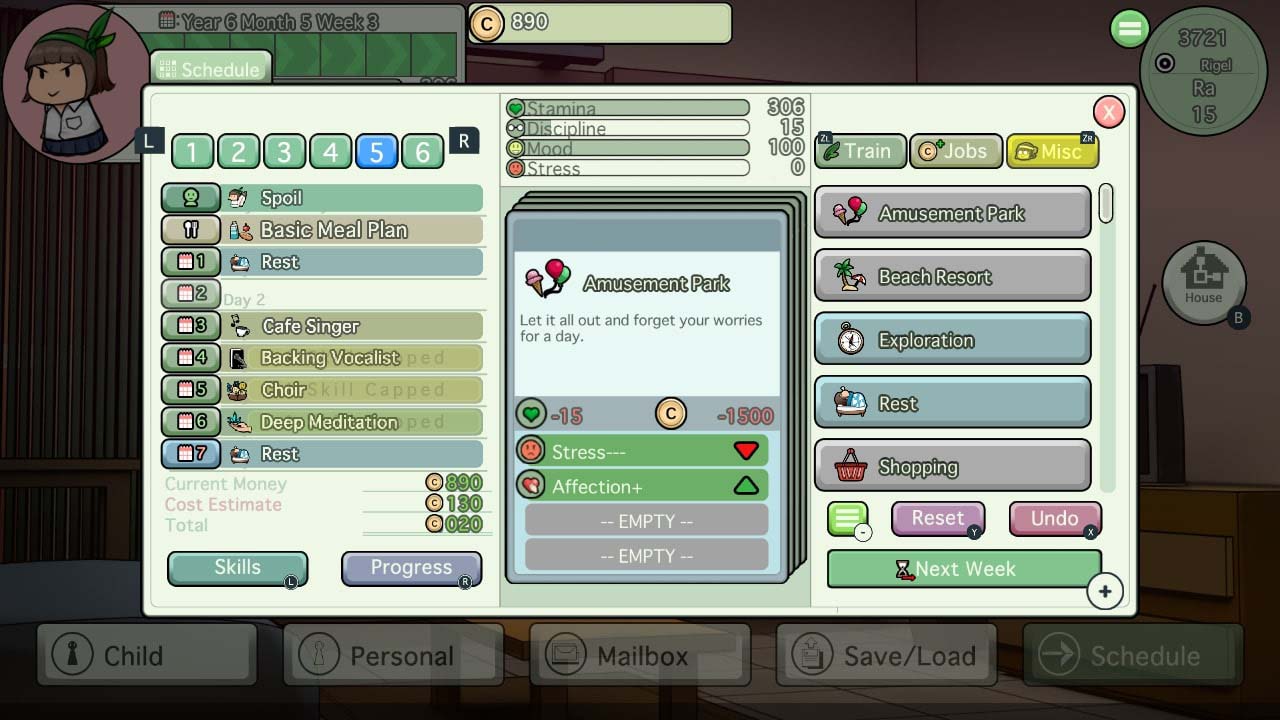 Year 6 Month 5 Week 3
C 890
3721
Rigel
Ra
15
Schedule
L 1 2 3 4 5 6 R
Stamina 306
Discipline 15
Mood 100
Stress 0
X
ZL Train
C Jobs
Misc ZR
Spoil
Basic Meal Plan
1 Rest
2 Day 2
3 Cafe Singer
4 Backing Vocalist
5 Choir Skill Capped
6 Deep Meditation
7 Rest
Current Money C 890
Cost Estimate C 130
Total C 020
Skills L
Progress R
Amusement Park
Let it all out and forget your worries
for a day.
-15 C -1500
Stress---
Affection+
-- EMPTY --
-- EMPTY --
Amusement Park
Beach Resort
Exploration
Rest
Shopping
-
Reset Y
Undo X
Next Week +
House
B
Child
Personal
Mailbox
Save/Load
Schedule